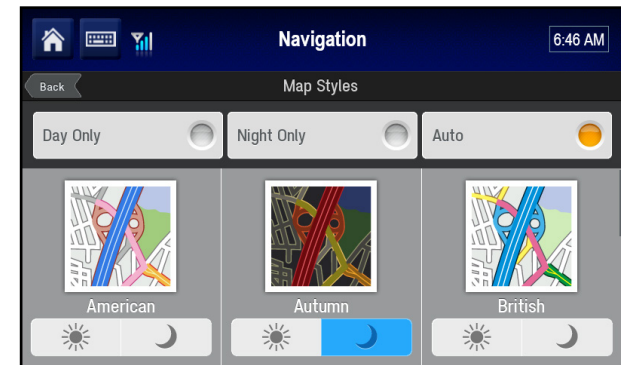 Navigation
6:46 AM
Back
Map Styles
Day Only
Night Only
Auto
American
Autumn
British